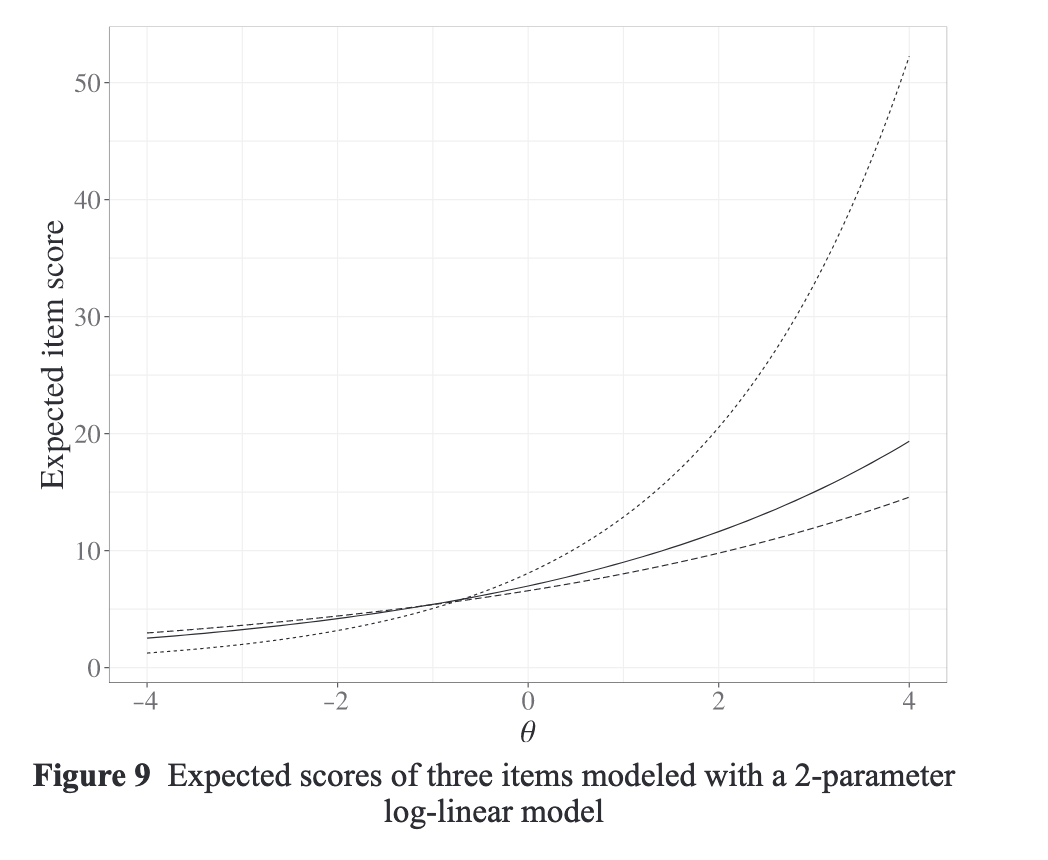 50
40
30
20
10
0
Expected item score
−4 −2 0 2 4
θ
Figure 9 Expected scores of three items modeled with a 2-parameter
log-linear model